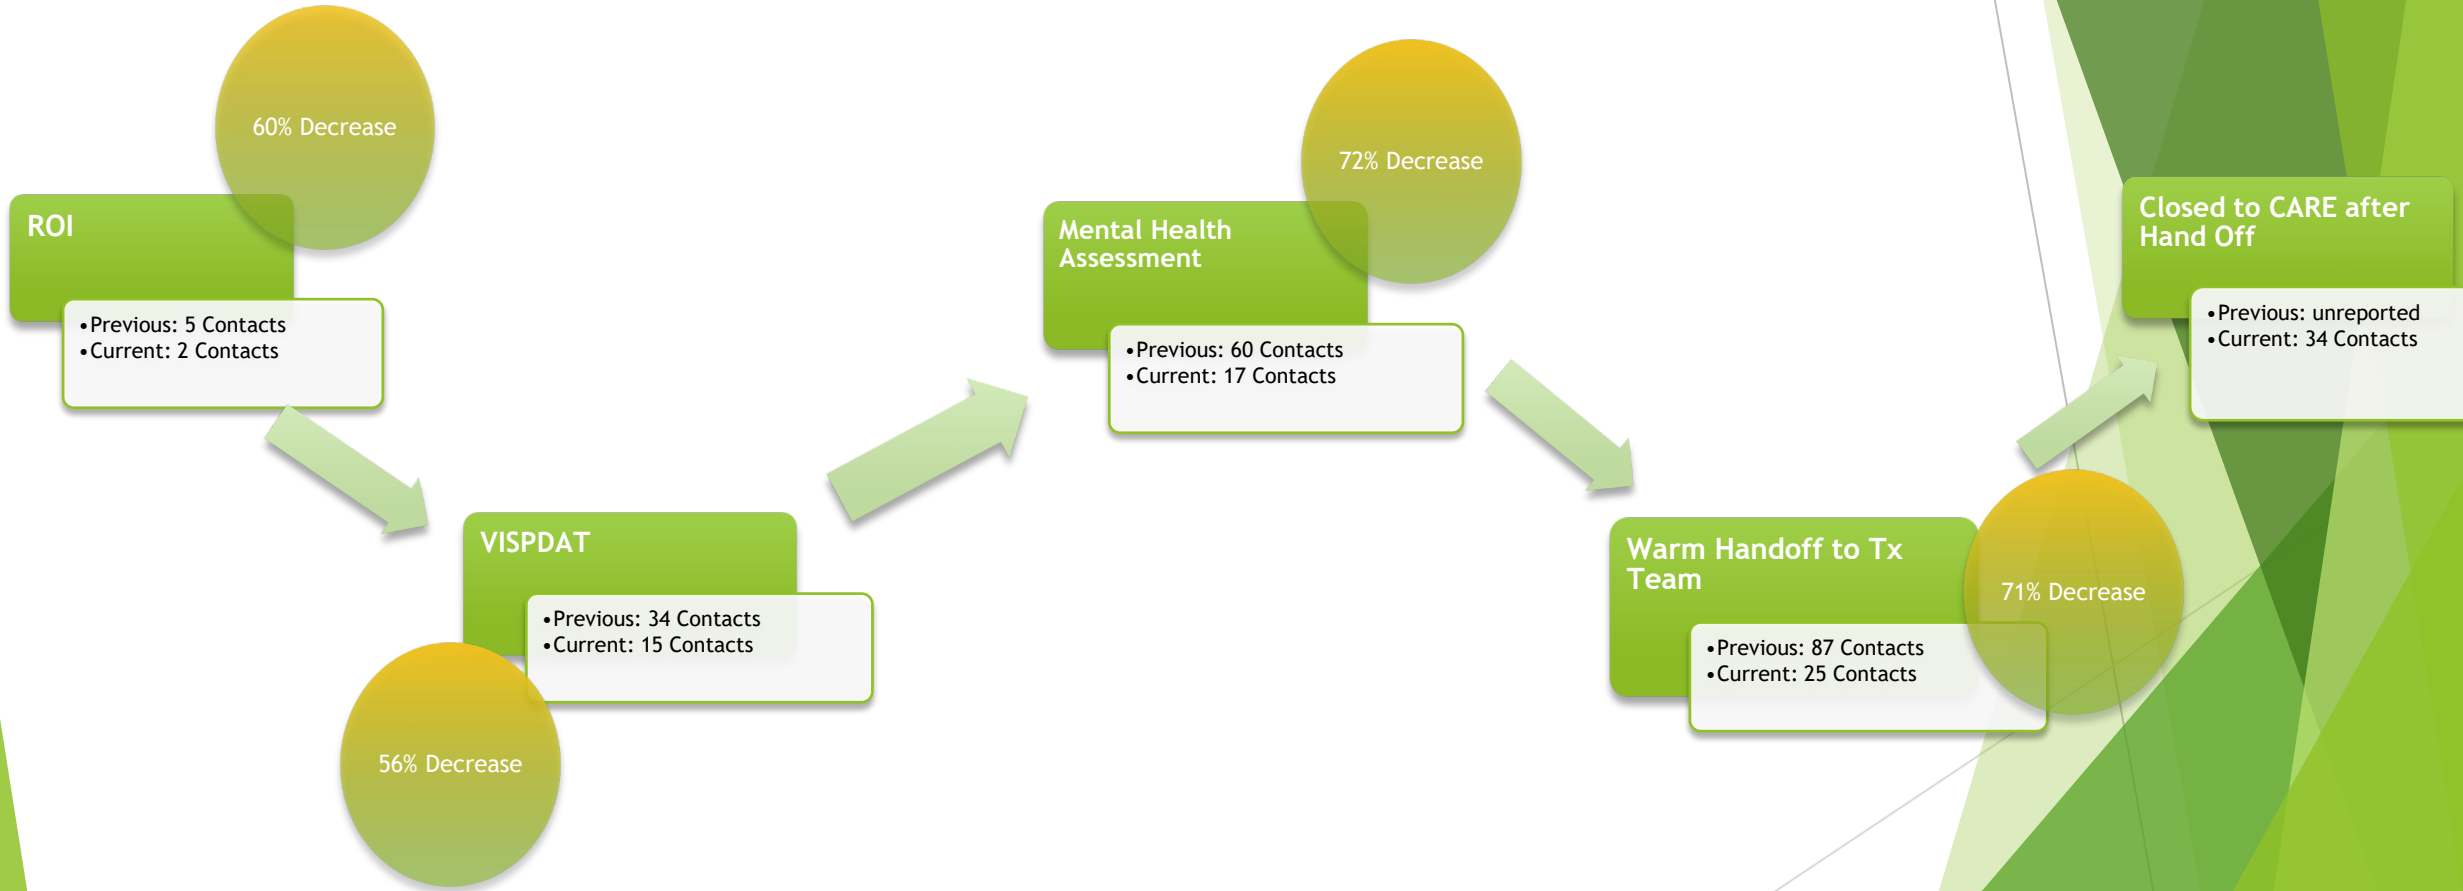 60% Decrease
ROI
•Previous: 5 Contacts
•Current: 2 Contacts
VISPDAT
•Previous: 34 Contacts
•Current: 15 Contacts
56% Decrease
72% Decrease
Mental Health
Assessment
•Previous: 60 Contacts
•Current: 17 Contacts
Warm Handoff to Tx
Team
•Previous: 87 Contacts
•Current: 25 Contacts
71% Decrease
Closed to CARE after
Hand Off
•Previous: unreported
•Current: 34 Contacts